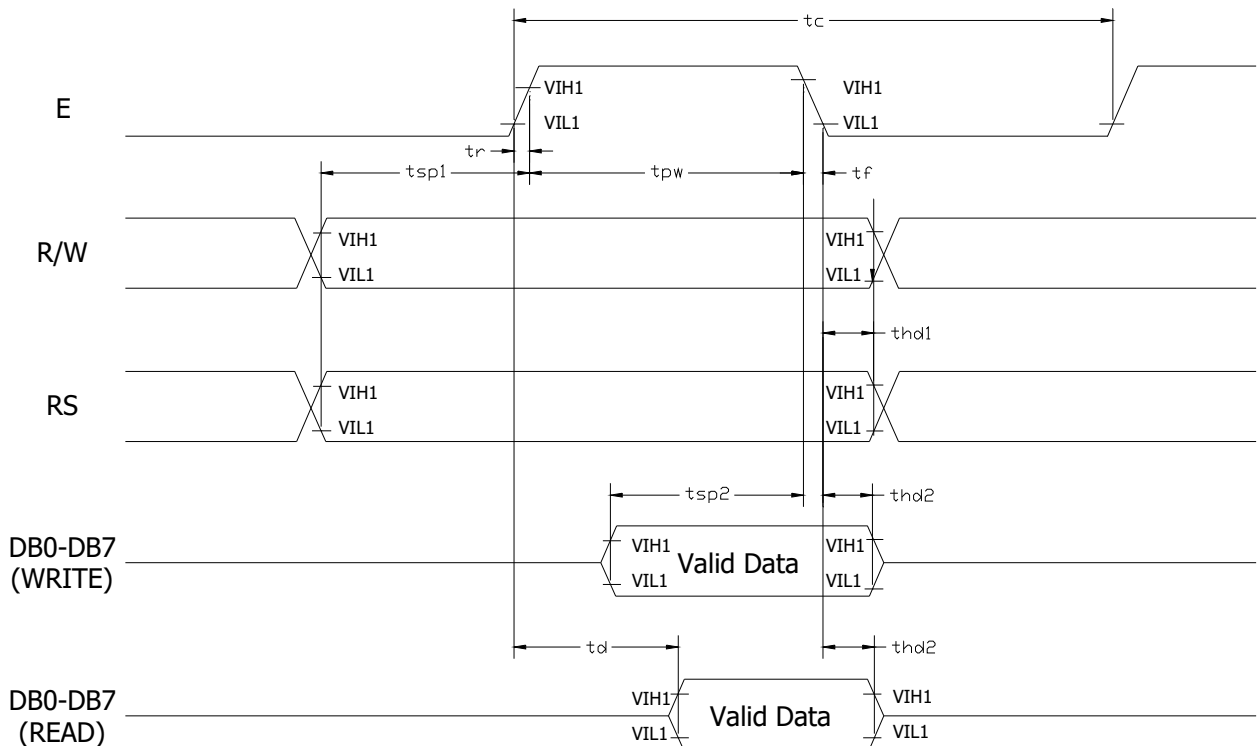 tc
E
VIH1
VIH1
VIL1
VIL1
tr
tsp1
tpw
tf
R/W
VIH1
VIH1
VIL1
VIL1
thd1
RS
VIH1
VIH1
VIL1
VIL1
tsp2
thd2
DB0-DB7
(WRITE)
VIH1
Valid Data
VIH1
VIL1
VIL1
td
thd2
DB0-DB7
(READ)
VIH1
Valid Data
VIH1
VIL1
VIL1